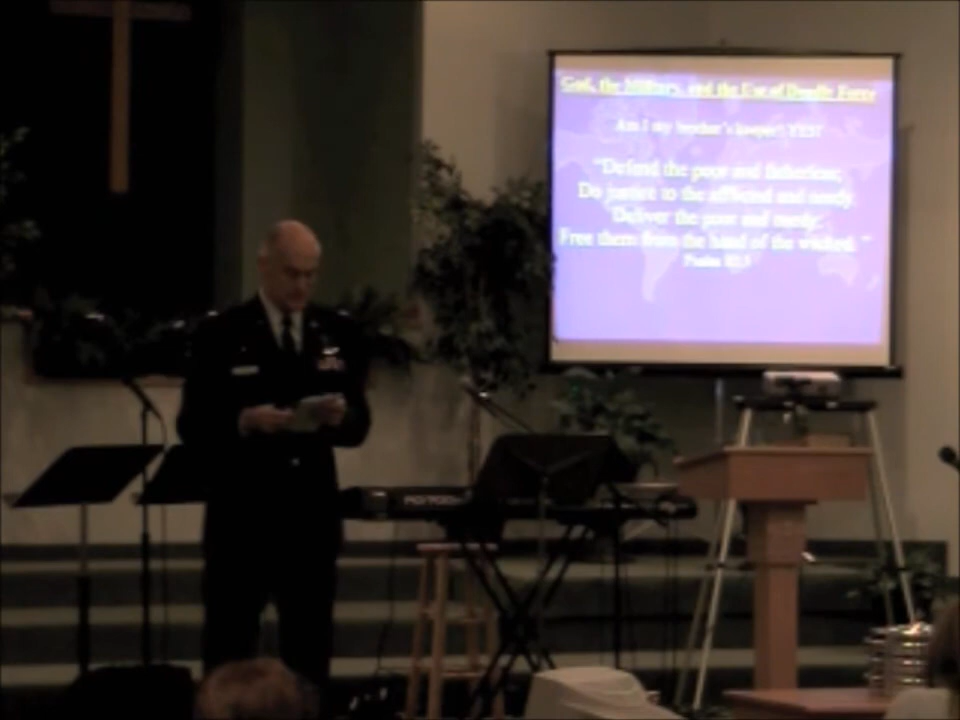 God, the Military, and the Use of Deadly Force
Am I my brother's keeper? YES!
"Defend the poor and fatherless;
Do justice to the afflicted and needy.
Deliver the poor and needy;
Free them from the hand of the wicked. "
Psalm